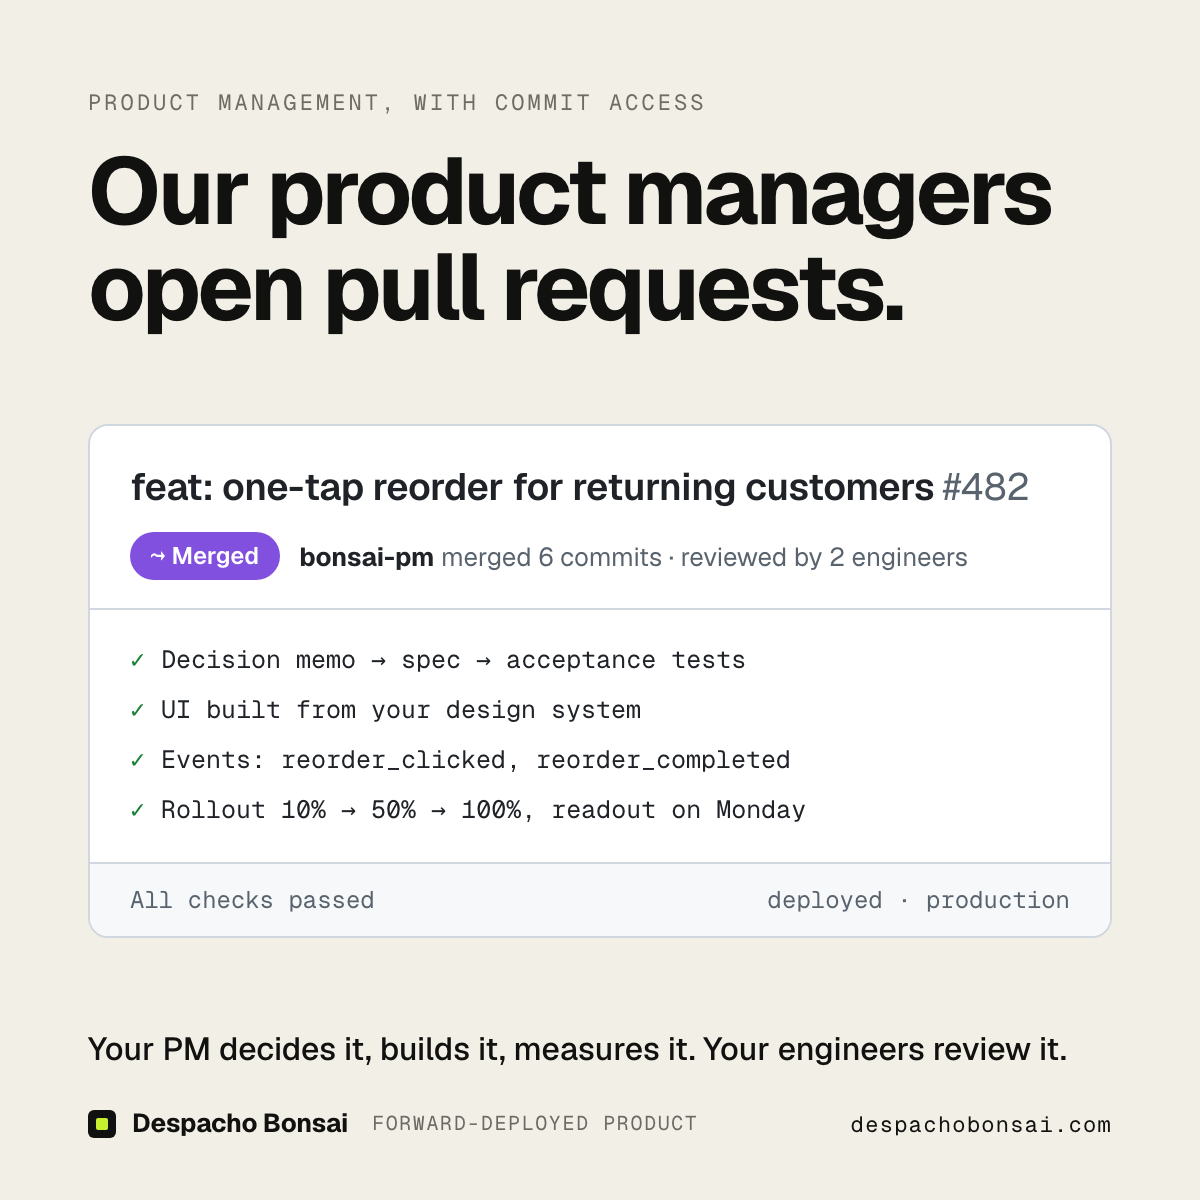 PRODUCT MANAGEMENT, WITH COMMIT ACCESS
Our product managers
open pull requests.
feat: one-tap reorder for returning customers #482
⤳ Merged bonsai-pm merged 6 commits · reviewed by 2 engineers
✓ Decision memo → spec → acceptance tests
✓ UI built from your design system
✓ Events: reorder_clicked, reorder_completed
✓ Rollout 10% → 50% → 100%, readout on Monday
All checks passed deployed · production
Your PM decides it, builds it, measures it. Your engineers review it.
Despacho Bonsai FORWARD-DEPLOYED PRODUCT despachobonsai.com